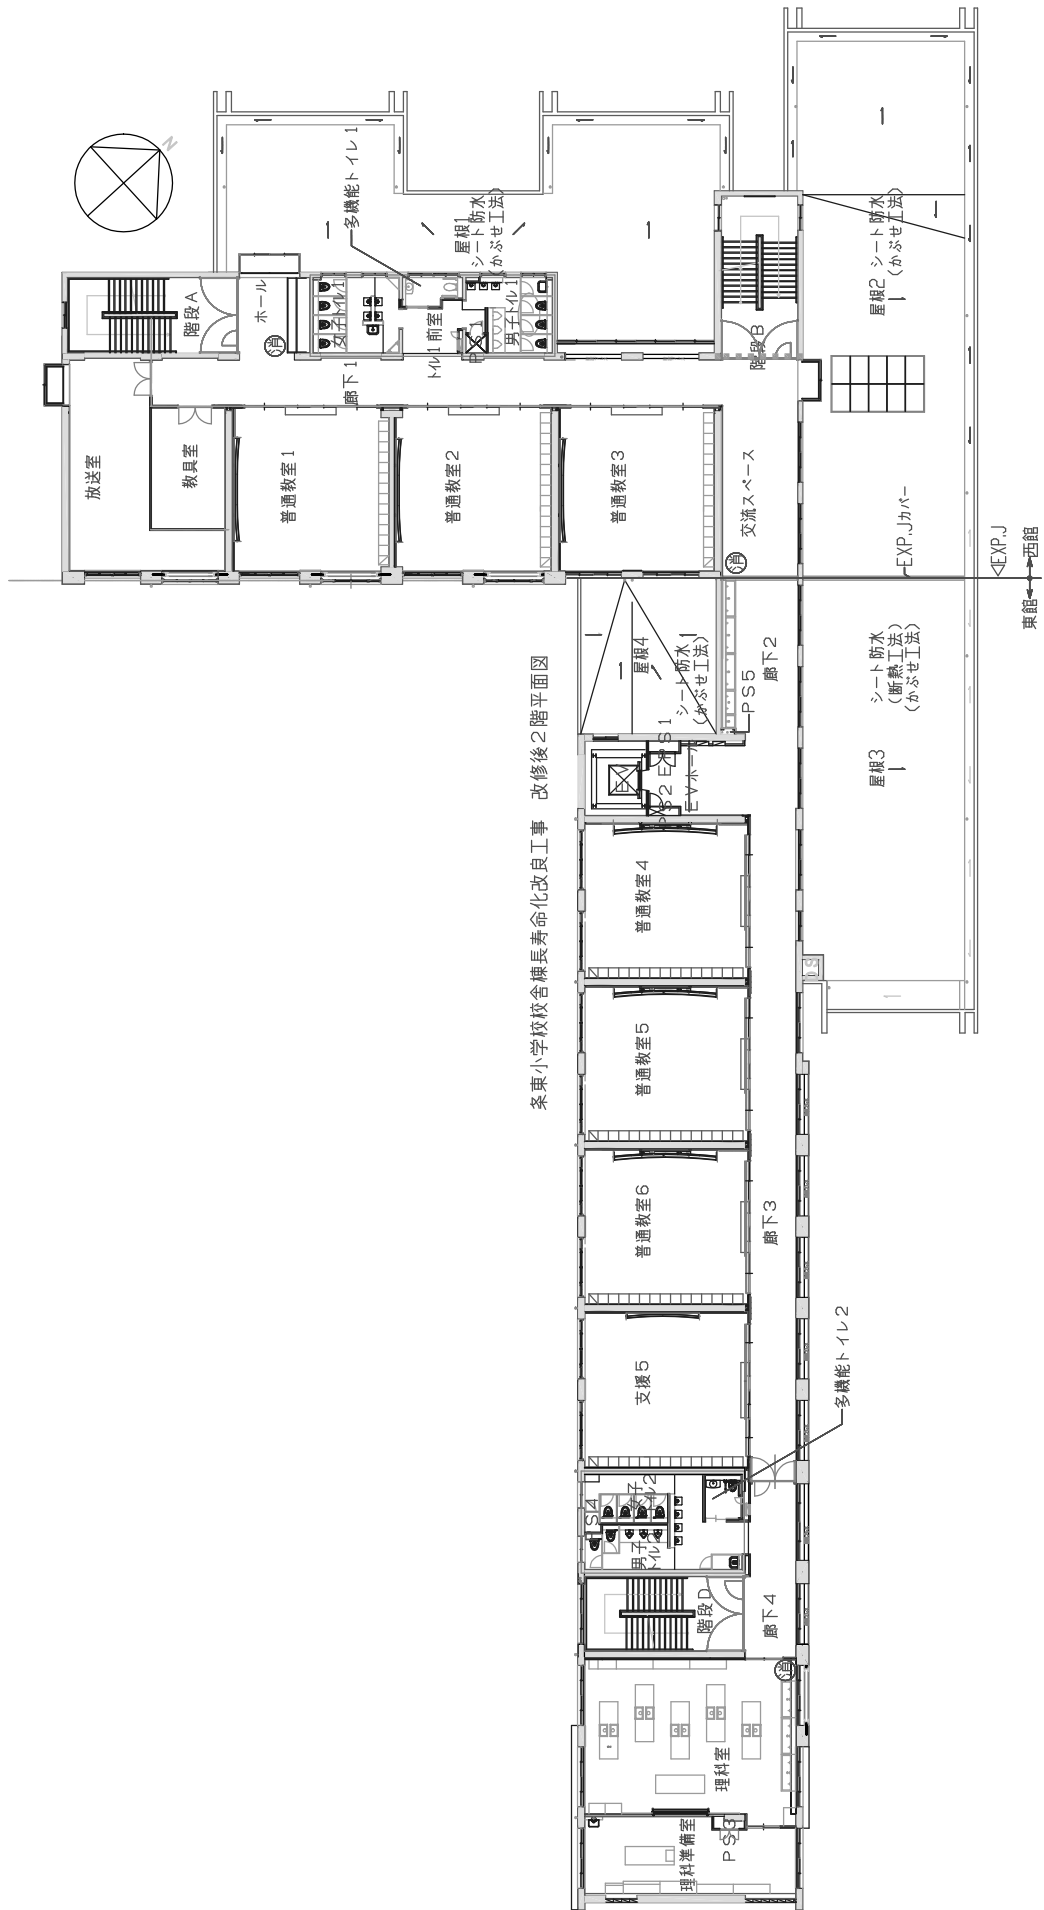 条東小学校校舎棟長寿命化改良工事　改修後２階平面図
N
多機能トイレ1
屋根1
シート防水
(かぶせ工法)
屋根2
シート防水
(かぶせ工法)
階段A
ホール
消
女子トイレ1
トイレ1 前室
男子トイレ1
階段B
廊下1
放送室
教具室
普通教室1
普通教室2
普通教室3
交流スペース
消
EXP.Jカバー
EXP.J
西館
東館
屋根4
シート防水
(かぶせ工法)
PS5
廊下2
シート防水
(断熱工法)
(かぶせ工法)
屋根3
EV
PS2
EPS1
EVホール
普通教室4
普通教室5
普通教室6
廊下3
支援5
多機能トイレ2
PS4
女子
トイレ2
男子
トイレ2
階段D
廊下4
消
理科室
理科準備室
PS3